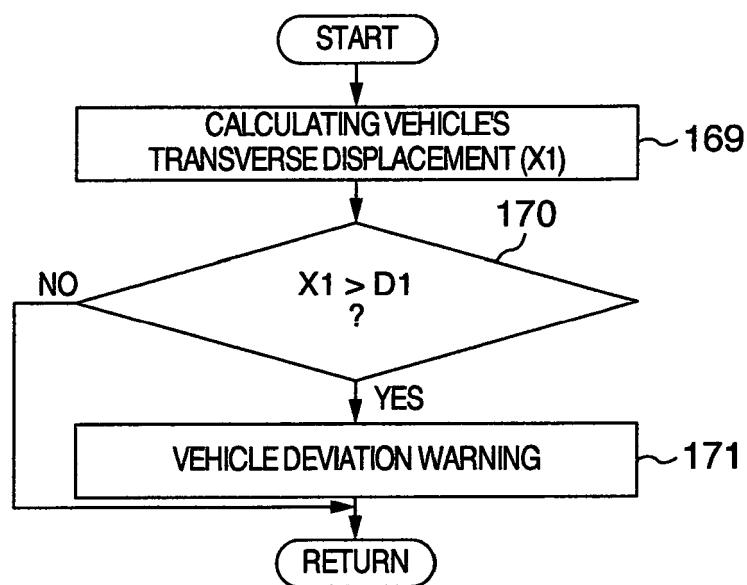 START
CALCULATING VEHICLE'S
TRANSVERSE DISPLACEMENT (X1)
169
170
NO
X1 > D1
?
YES
VEHICLE DEVIATION WARNING
171
RETURN